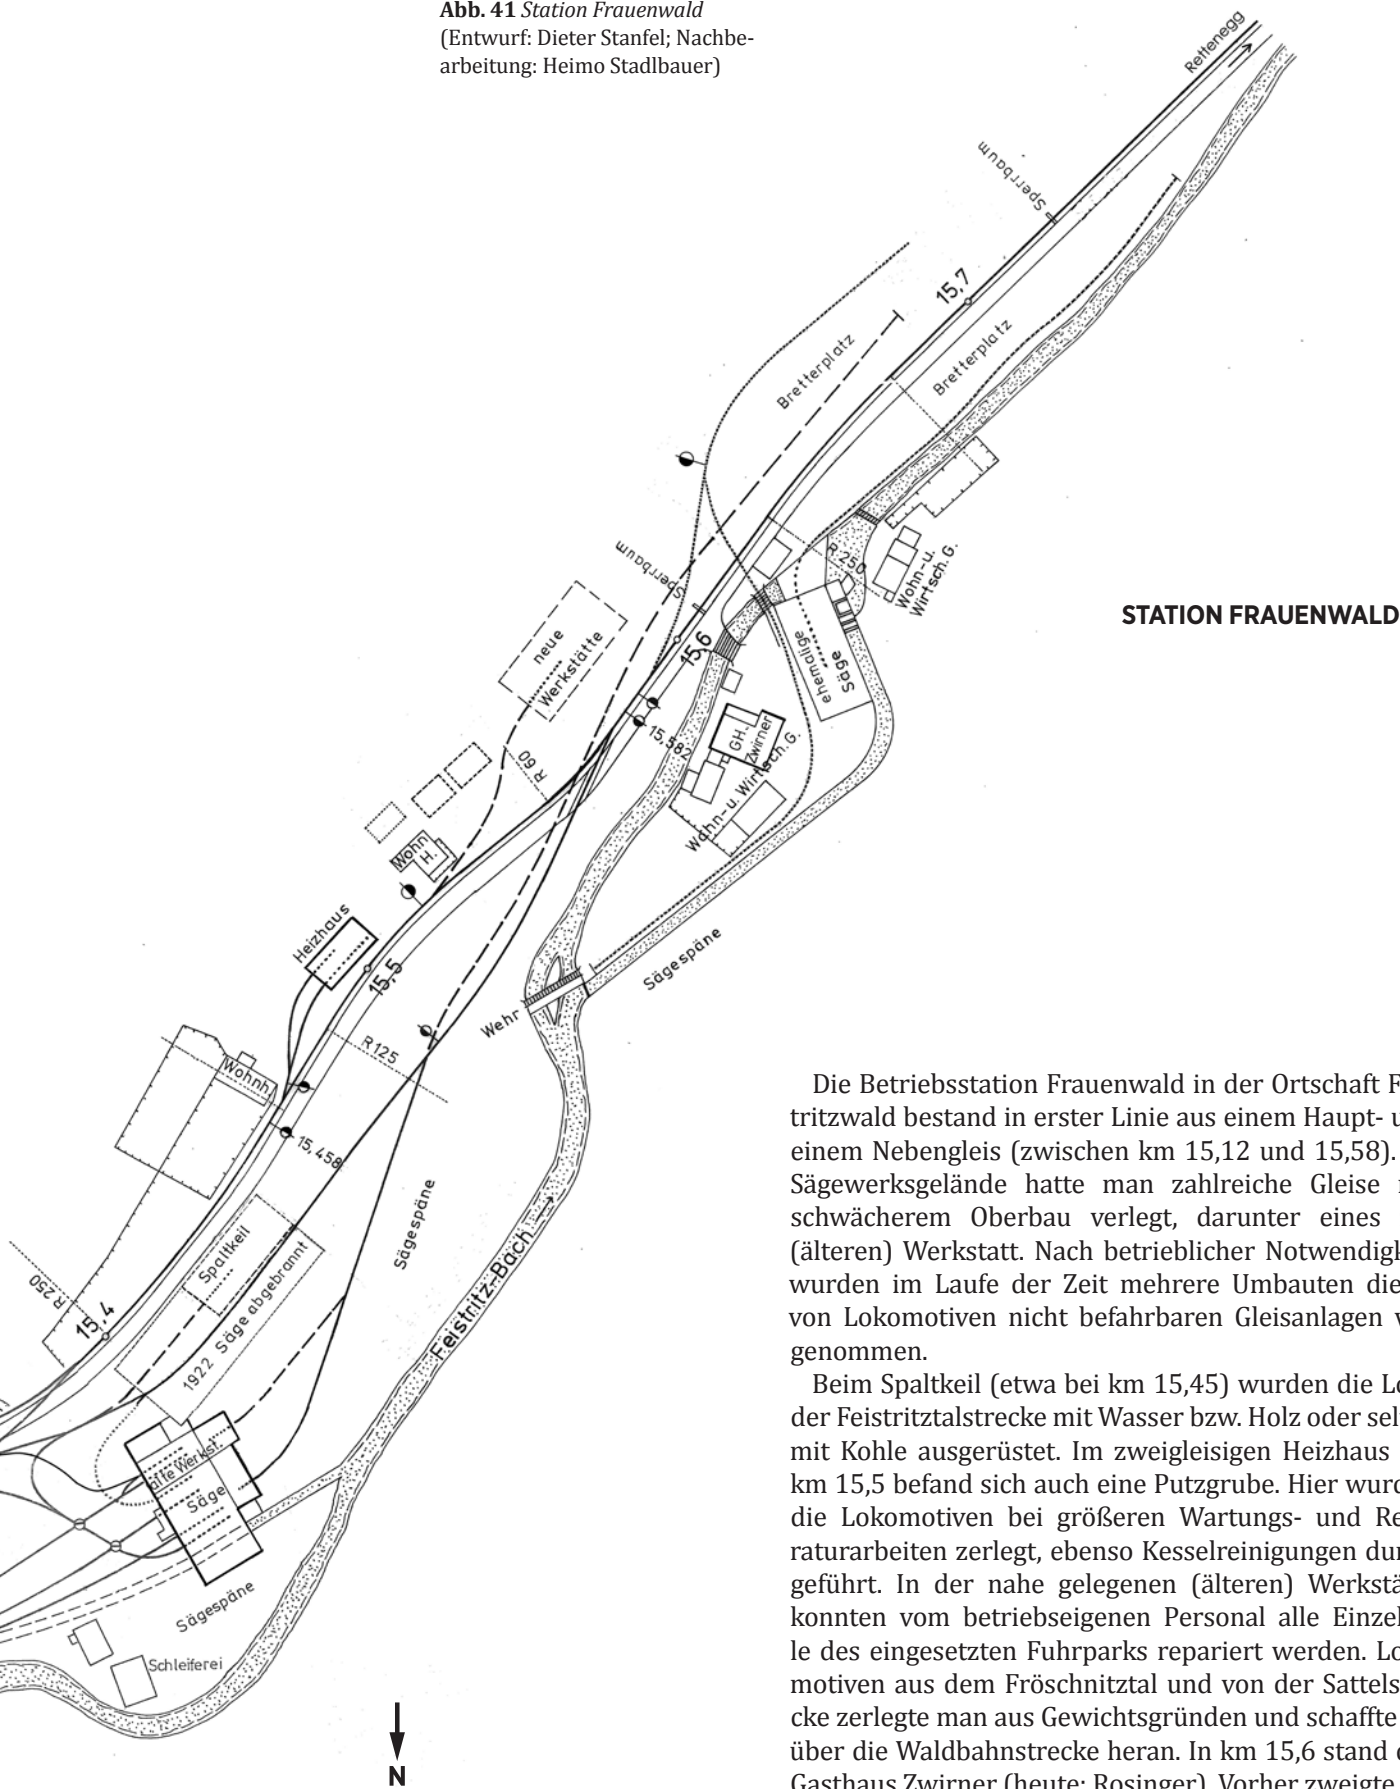 Abb. 41 Station Frauenwald
(Entwurf: Dieter Stanfel; Nachbe-
arbeitung: Heimo Stadlbauer)
Rettenegg
Sperrbaum
15,7
Bretterplatz
Bretterplatz
Sperrbaum
R 250
Wohn- u.
Wirtsch. G.
STATION FRAUENWALD
neue
Werkstätte
15,6
ehemalige
Säge
15,582
GH.
Zwirner
Wohn- u. Wirtsch. G.
R 60
Wohn
H.
Heizhaus
15,5
Sägespäne
Wehr
R 125
Wohnh.
15,458
Spaltkeil
Sägespäne
1922 Säge abgebrannt
Feistritz-Bach
R 250
15,4
alte Werkst.
Säge
Sägespäne
Schleiferei
N
Die Betriebsstation Frauenwald in der Ortschaft F
tritzwald bestand in erster Linie aus einem Haupt- u
einem Nebengleis (zwischen km 15,12 und 15,58).
Sägewerksgelände hatte man zahlreiche Gleise
schwächerem Oberbau verlegt, darunter eines
(älteren) Werkstatt. Nach betrieblicher Notwendigk
wurden im Laufe der Zeit mehrere Umbauten die
von Lokomotiven nicht befahrbaren Gleisanlagen v
genommen.
Beim Spaltkeil (etwa bei km 15,45) wurden die Lo
der Feistritztalstrecke mit Wasser bzw. Holz oder sel
mit Kohle ausgerüstet. Im zweigleisigen Heizhaus
km 15,5 befand sich auch eine Putzgrube. Hier wurd
die Lokomotiven bei größeren Wartungs- und Re
raturarbeiten zerlegt, ebenso Kesselreinigungen dur
geführt. In der nahe gelegenen (älteren) Werkstä
konnten vom betriebseigenen Personal alle Einzel
le des eingesetzten Fuhrparks repariert werden. Lo
motiven aus dem Fröschnitztal und von der Sattels
cke zerlegte man aus Gewichtsgründen und schaffte
über die Waldbahnstrecke heran. In km 15,6 stand
Gasthaus Zwirner (heute: Rosinger). Vorher zweigte